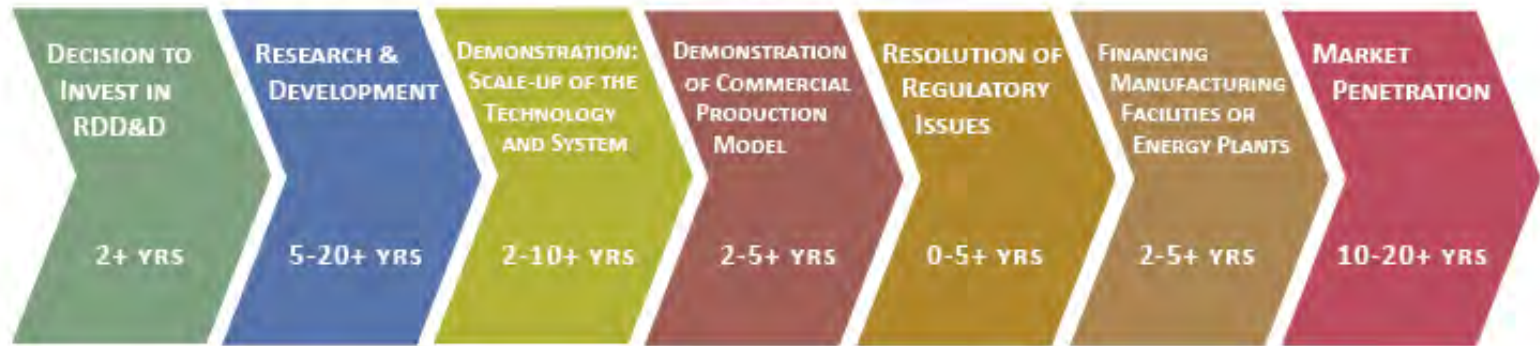 DECISION TO
INVEST IN
RDD&D
2+ YRS
RESEARCH &
DEVELOPMENT
5-20+ YRS
DEMONSTRATION:
SCALE-UP OF THE
TECHNOLOGY
AND SYSTEM
2-10+ YRS
DEMONSTRATION
OF COMMERCIAL
PRODUCTION
MODEL
2-5+ YRS
RESOLUTION OF
REGULATORY
ISSUES
0-5+ YRS
FINANCING
MANUFACTURING
FACILITIES OR
ENERGY PLANTS
2-5+ YRS
MARKET
PENETRATION
10-20+ YRS